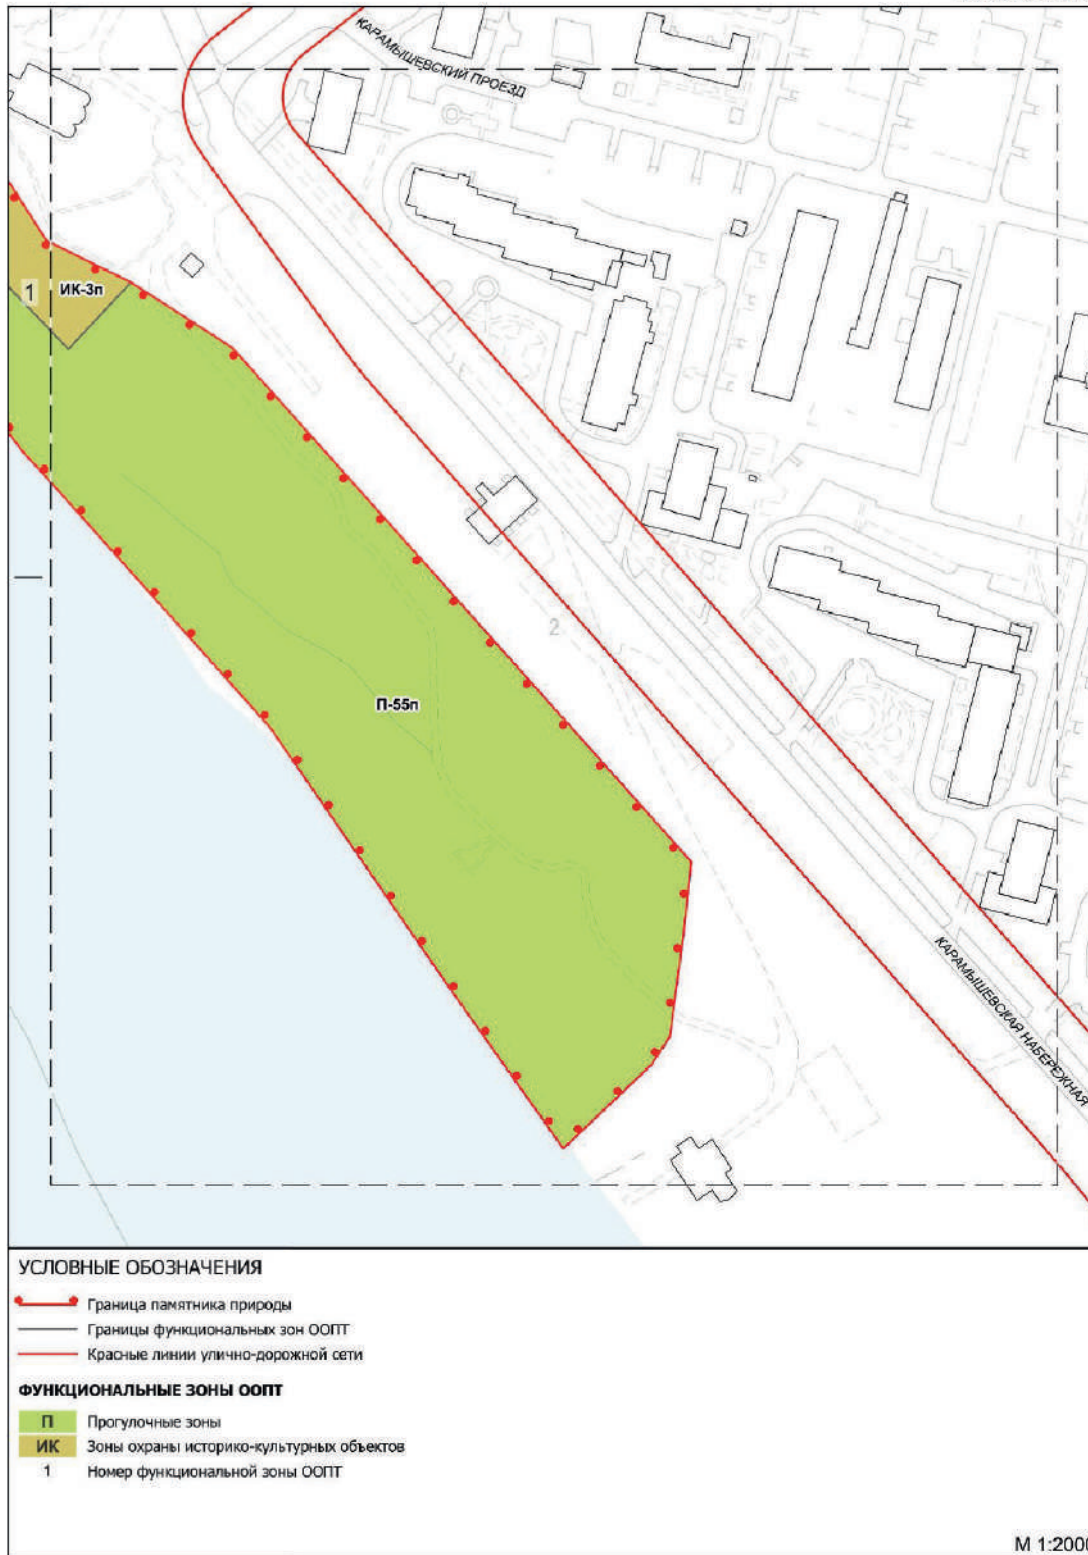 КАРАМЫШЕВСКИЙ ПРОЕЗД
1
ИК-3п
2
П-55п
КАРАМЫШЕВСКАЯ НАБЕРЕЖНАЯ
УСЛОВНЫЕ ОБОЗНАЧЕНИЯ
Граница памятника природы
Границы функциональных зон ООПТ
Красные линии улично-дорожной сети
ФУНКЦИОНАЛЬНЫЕ ЗОНЫ ООПТ
П Прогулочные зоны
ИК Зоны охраны историко-культурных объектов
1 Номер функциональной зоны ООПТ
М 1:2000